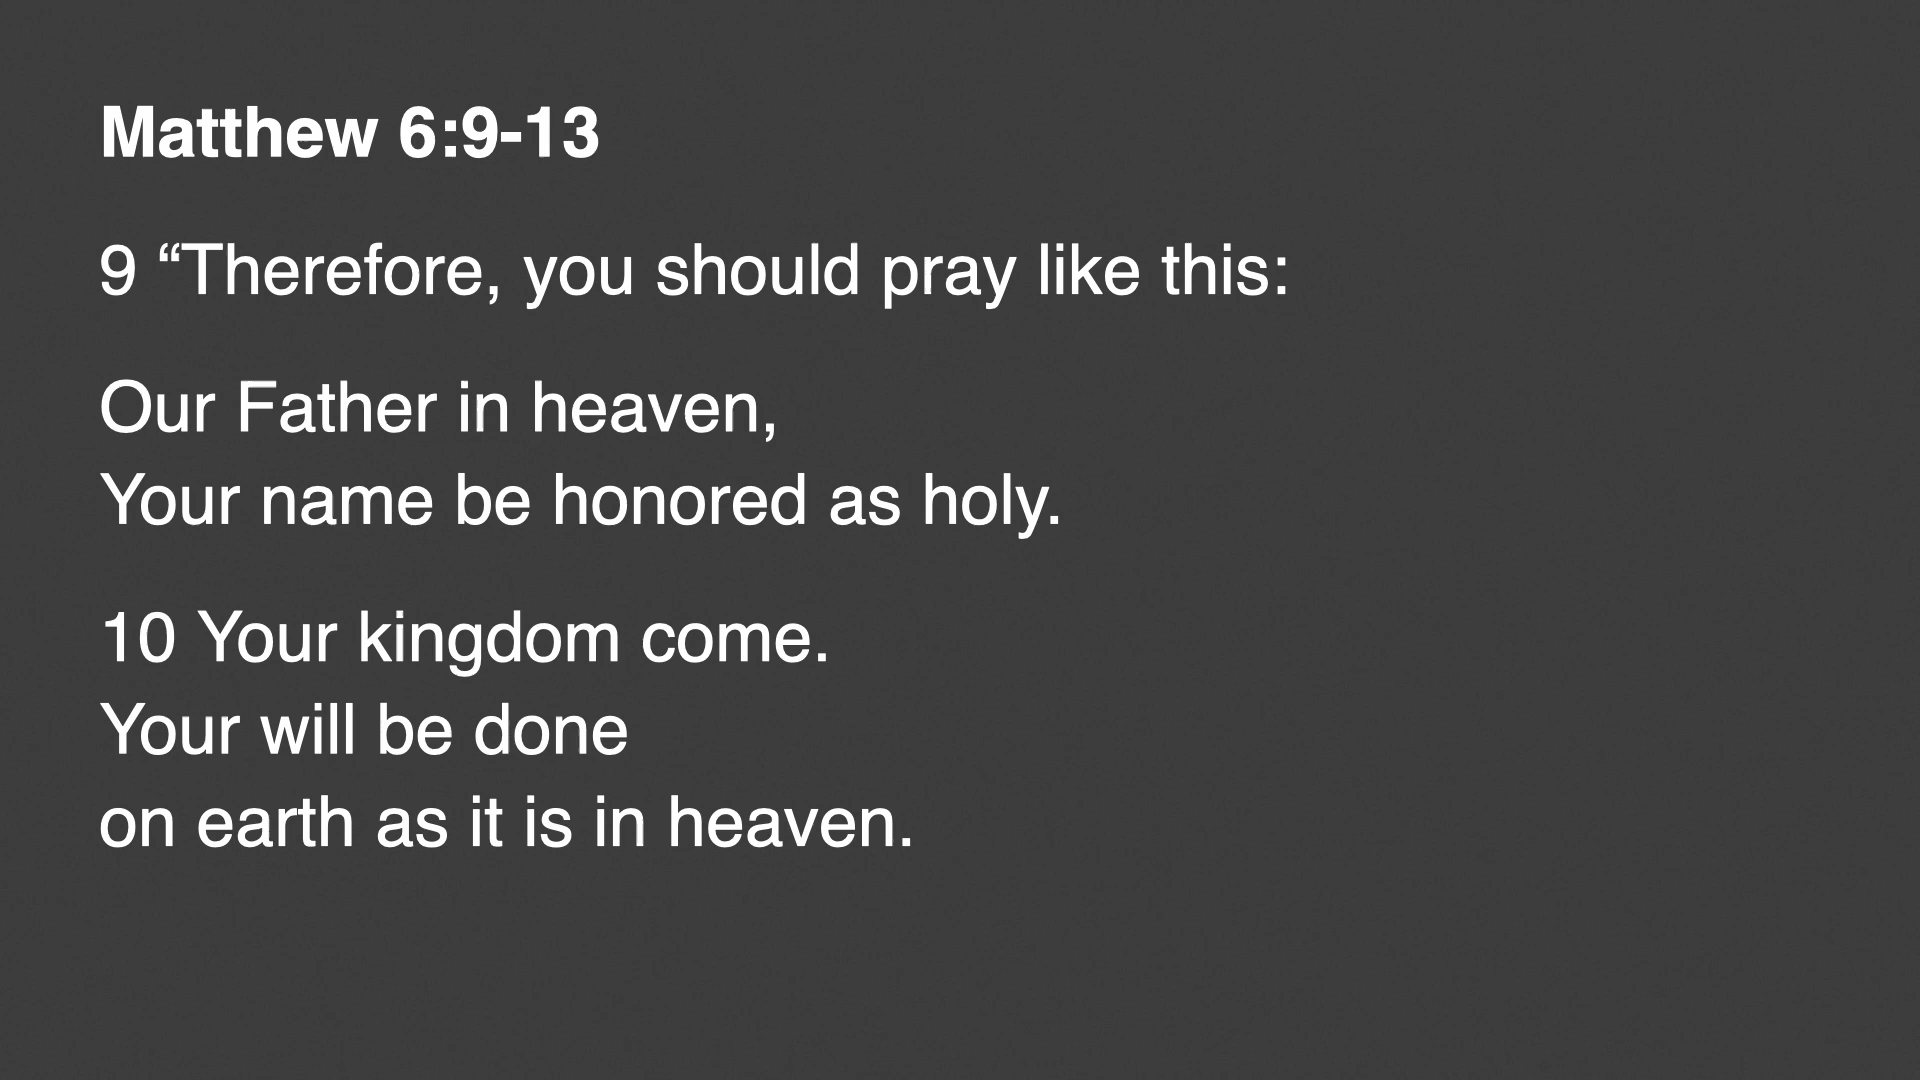 Matthew 6:9-13
9 “Therefore, you should pray like this:
Our Father in heaven,
Your name be honored as holy.
10 Your kingdom come.
Your will be done
on earth as it is in heaven.